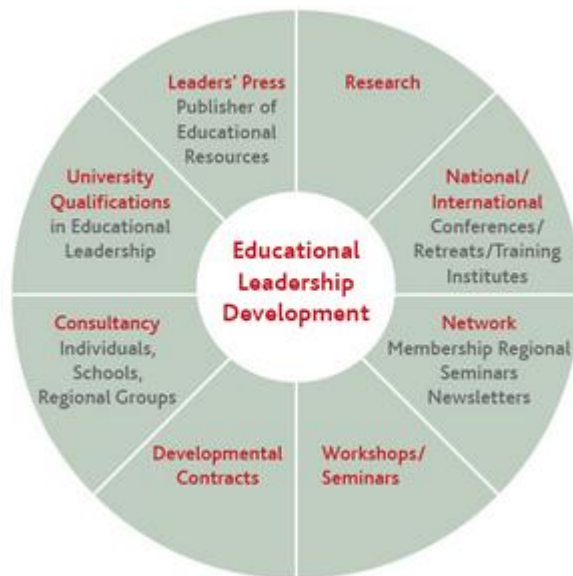 Leaders' Press
Publisher of
Educational
Resources
Research
National/
International
Conferences/
Retreats/Training
Institutes
Network
Membership Regional
Seminars
Newsletters
Workshops/
Seminars
Developmental
Contracts
Consultancy
Individuals,
Schools,
Regional Groups
University
Qualifications
in Educational
Leadership
Educational
Leadership
Development